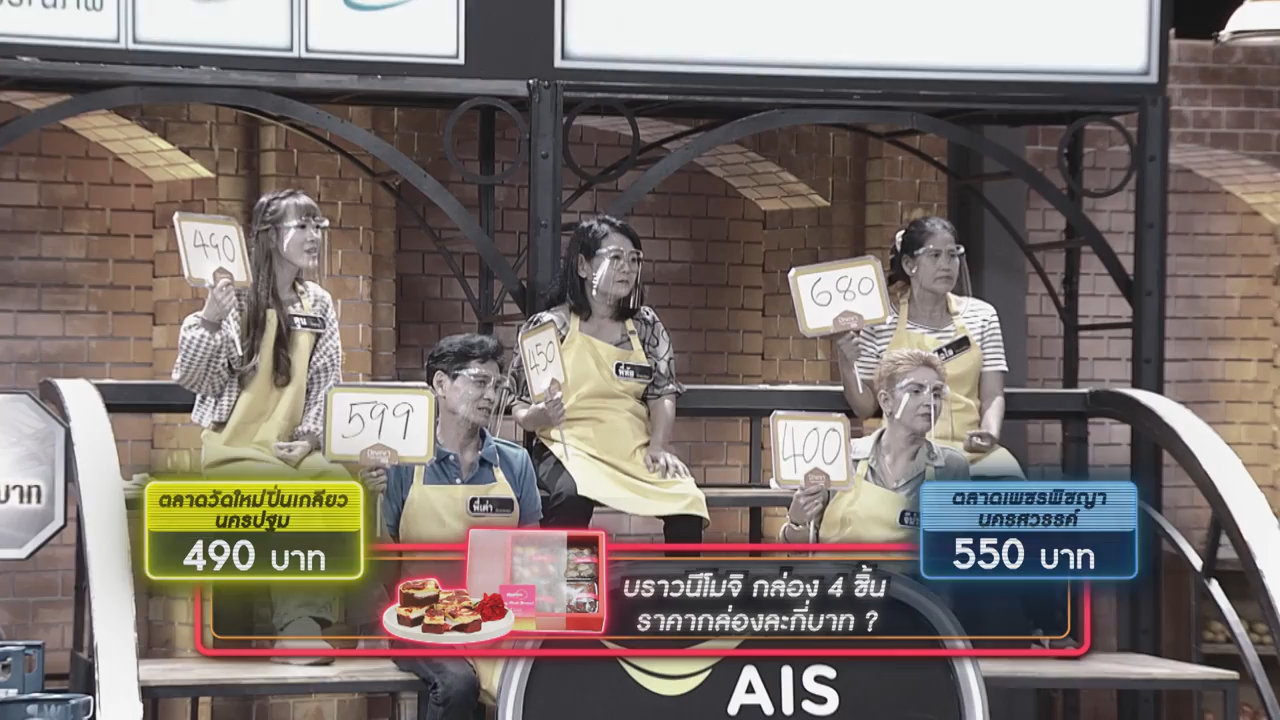 บาท
490
599
450
680
400
พี่คำ
ตลาดวัดใหม่ปิ่นเกลียว
นครปฐม
490 บาท
ตลาดเพชรพิชญา
นครสวรรค์
550 บาท
บราวนี่โมจิ กล่อง 4 ชิ้น
ราคากล่องละกี่บาท ?
AIS